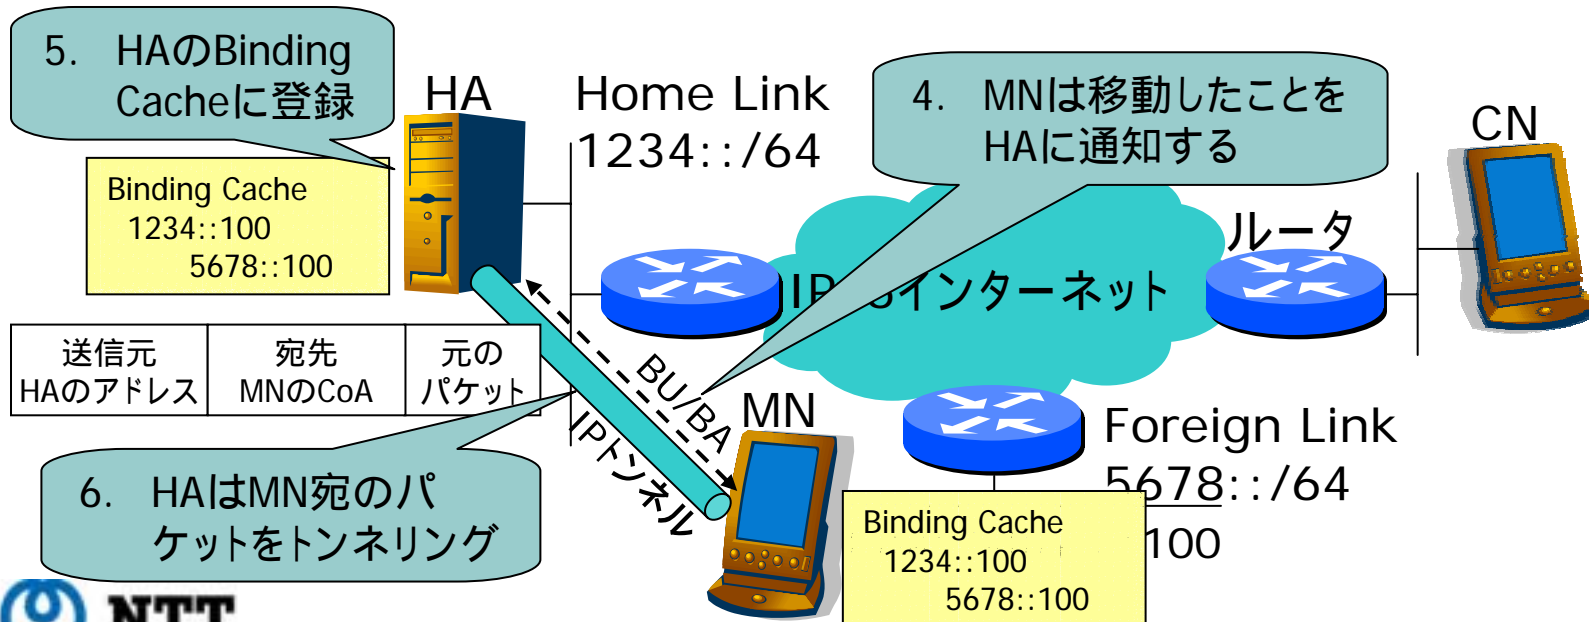 5. HAのBinding
Cacheに登録
HA
Home Link
1234::/64
4. MNは移動したことを
HAに通知する
CN
Binding Cache
1234::100
5678::100
ルータ
インターネット
送信元
HAのアドレス
宛先
MNのCoA
元の
パケット
BU/BA
IPトンネル
MN
Foreign Link
5678::/64
100
6. HAはMN宛のパ
ケットをトンネリング
Binding Cache
1234::100
5678::100
NTT